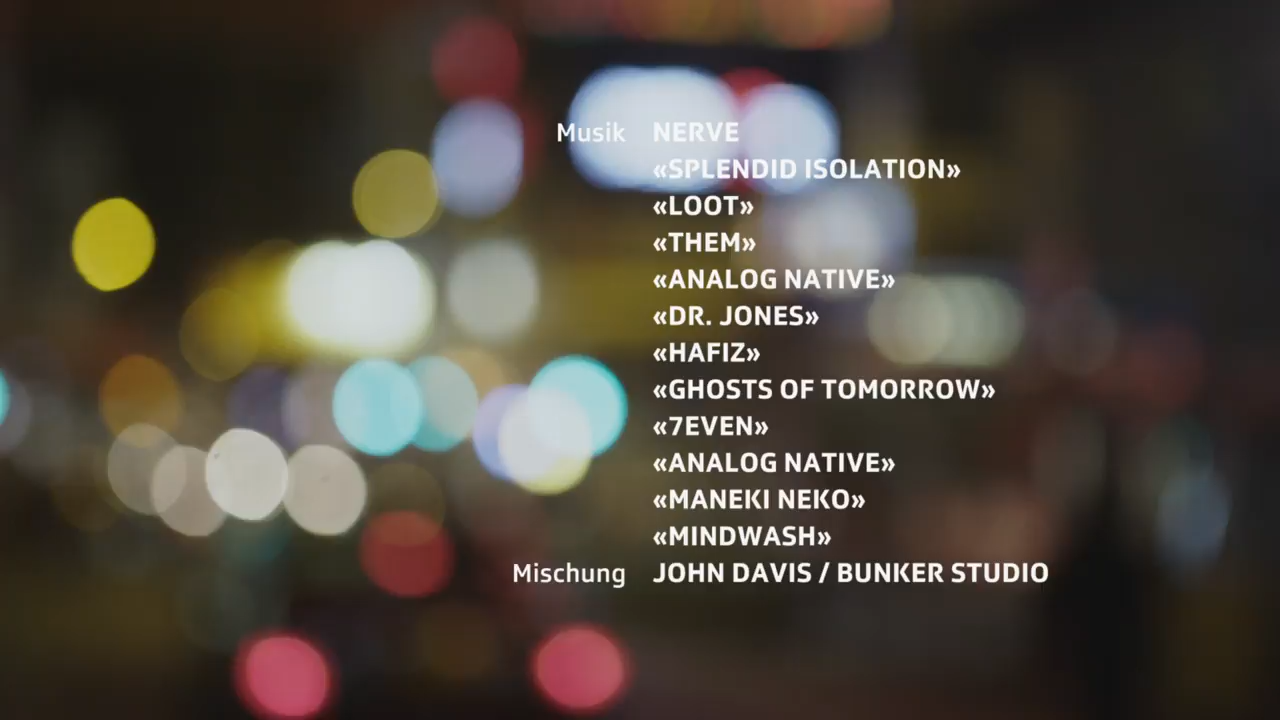 Musik NERVE
«SPLENDID ISOLATION»
«LOOT»
«THEM»
«ANALOG NATIVE»
«DR. JONES»
«HAFIZ»
«GHOSTS OF TOMORROW»
«7EVEN»
«ANALOG NATIVE»
«MANEKI NEKO»
«MINDWASH»
Mischung JOHN DAVIS / BUNKER STUDIO